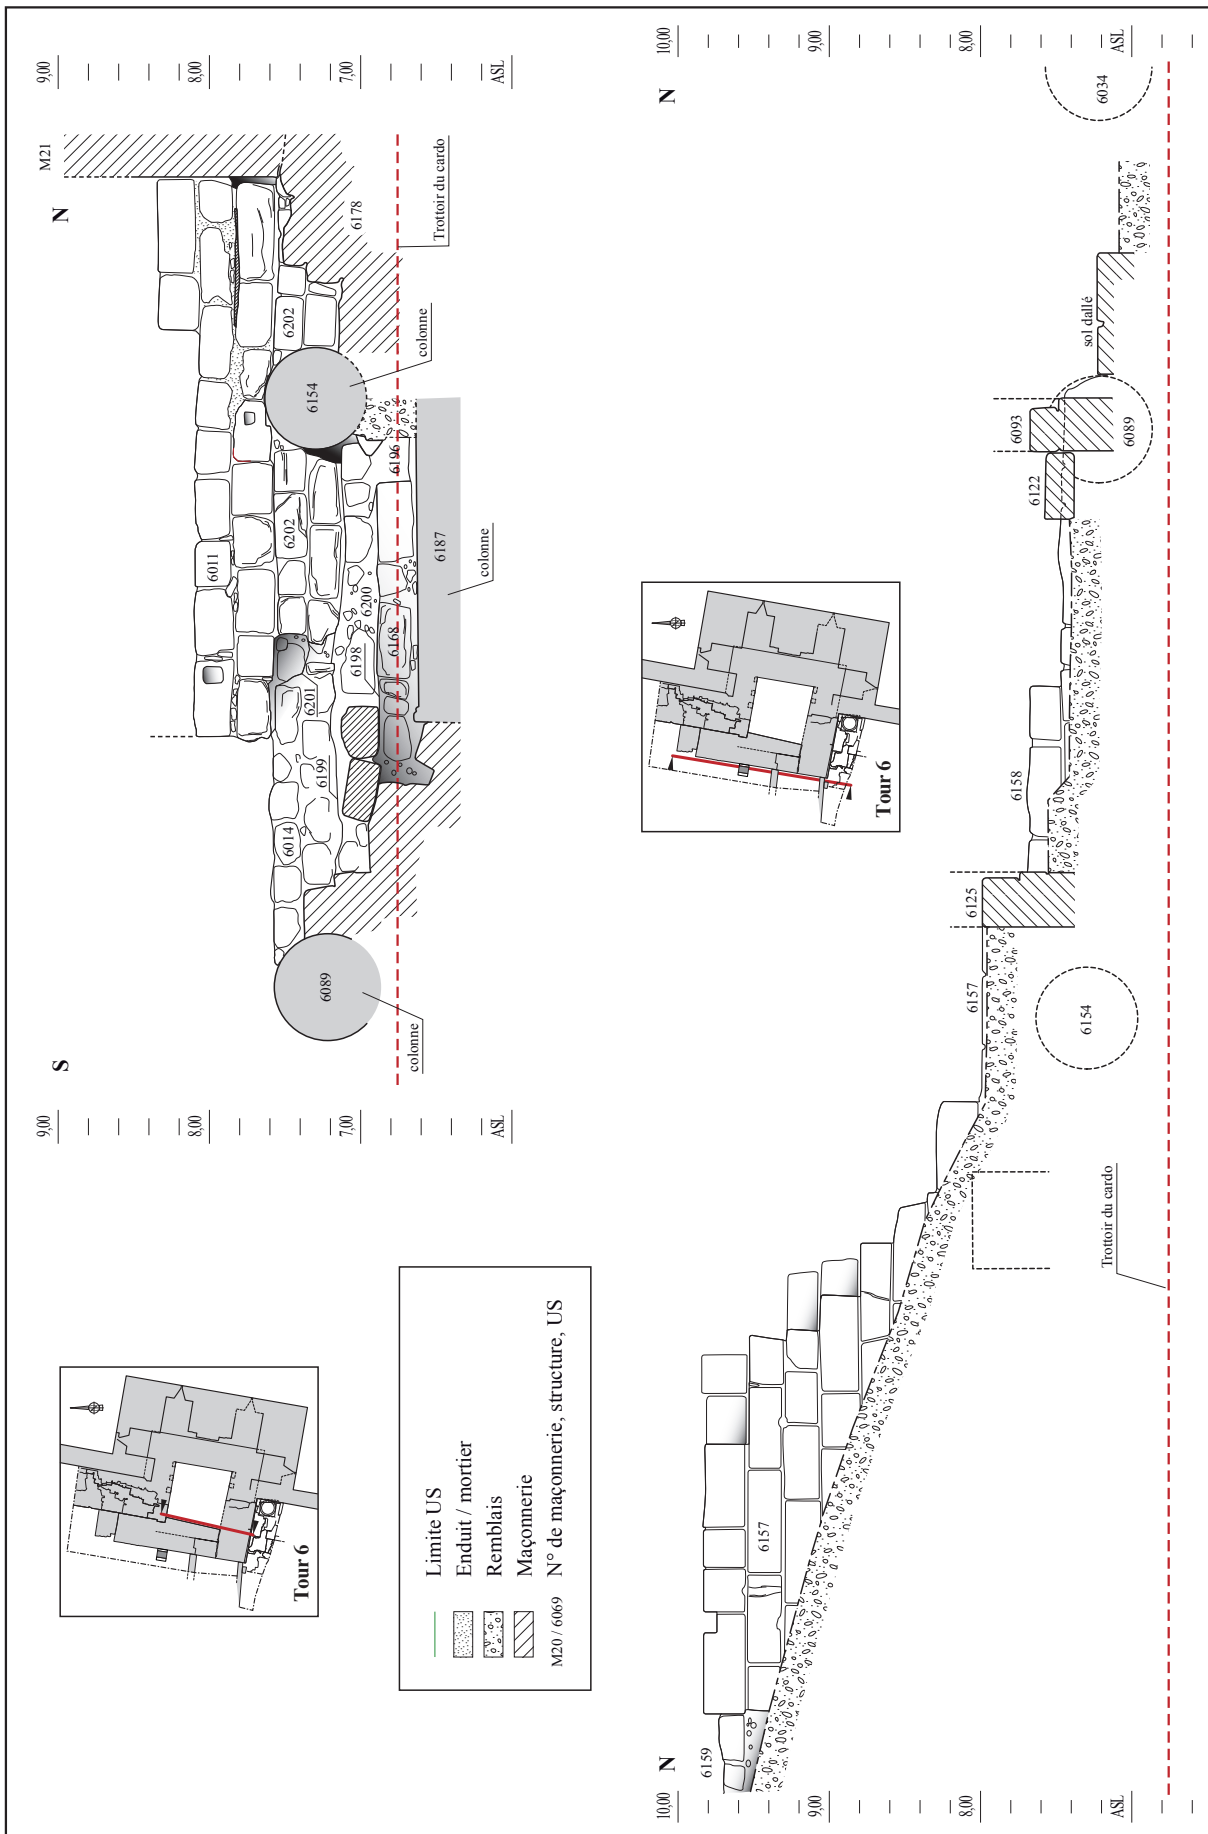 9,00
8,00
7,00
ASL
S
N
M21
6178
Trottoir du cardo
6202
6154
colonne
6196
6187
colonne
6011
6202
6200
6168
6198
6201
6199
6014
6089
colonne
9,00
8,00
7,00
ASL
Tour 6
Limite US
Enduit / mortier
Remblais
Maçonnerie
M20 / 6069 N° de maçonnerie, structure, US
10,00
9,00
8,00
ASL
N
6159
6157
Trottoir du cardo
6154
6157
6125
6158
Tour 6
6122
6093
6089
sol dallé
6034
N
10,00
9,00
8,00
ASL